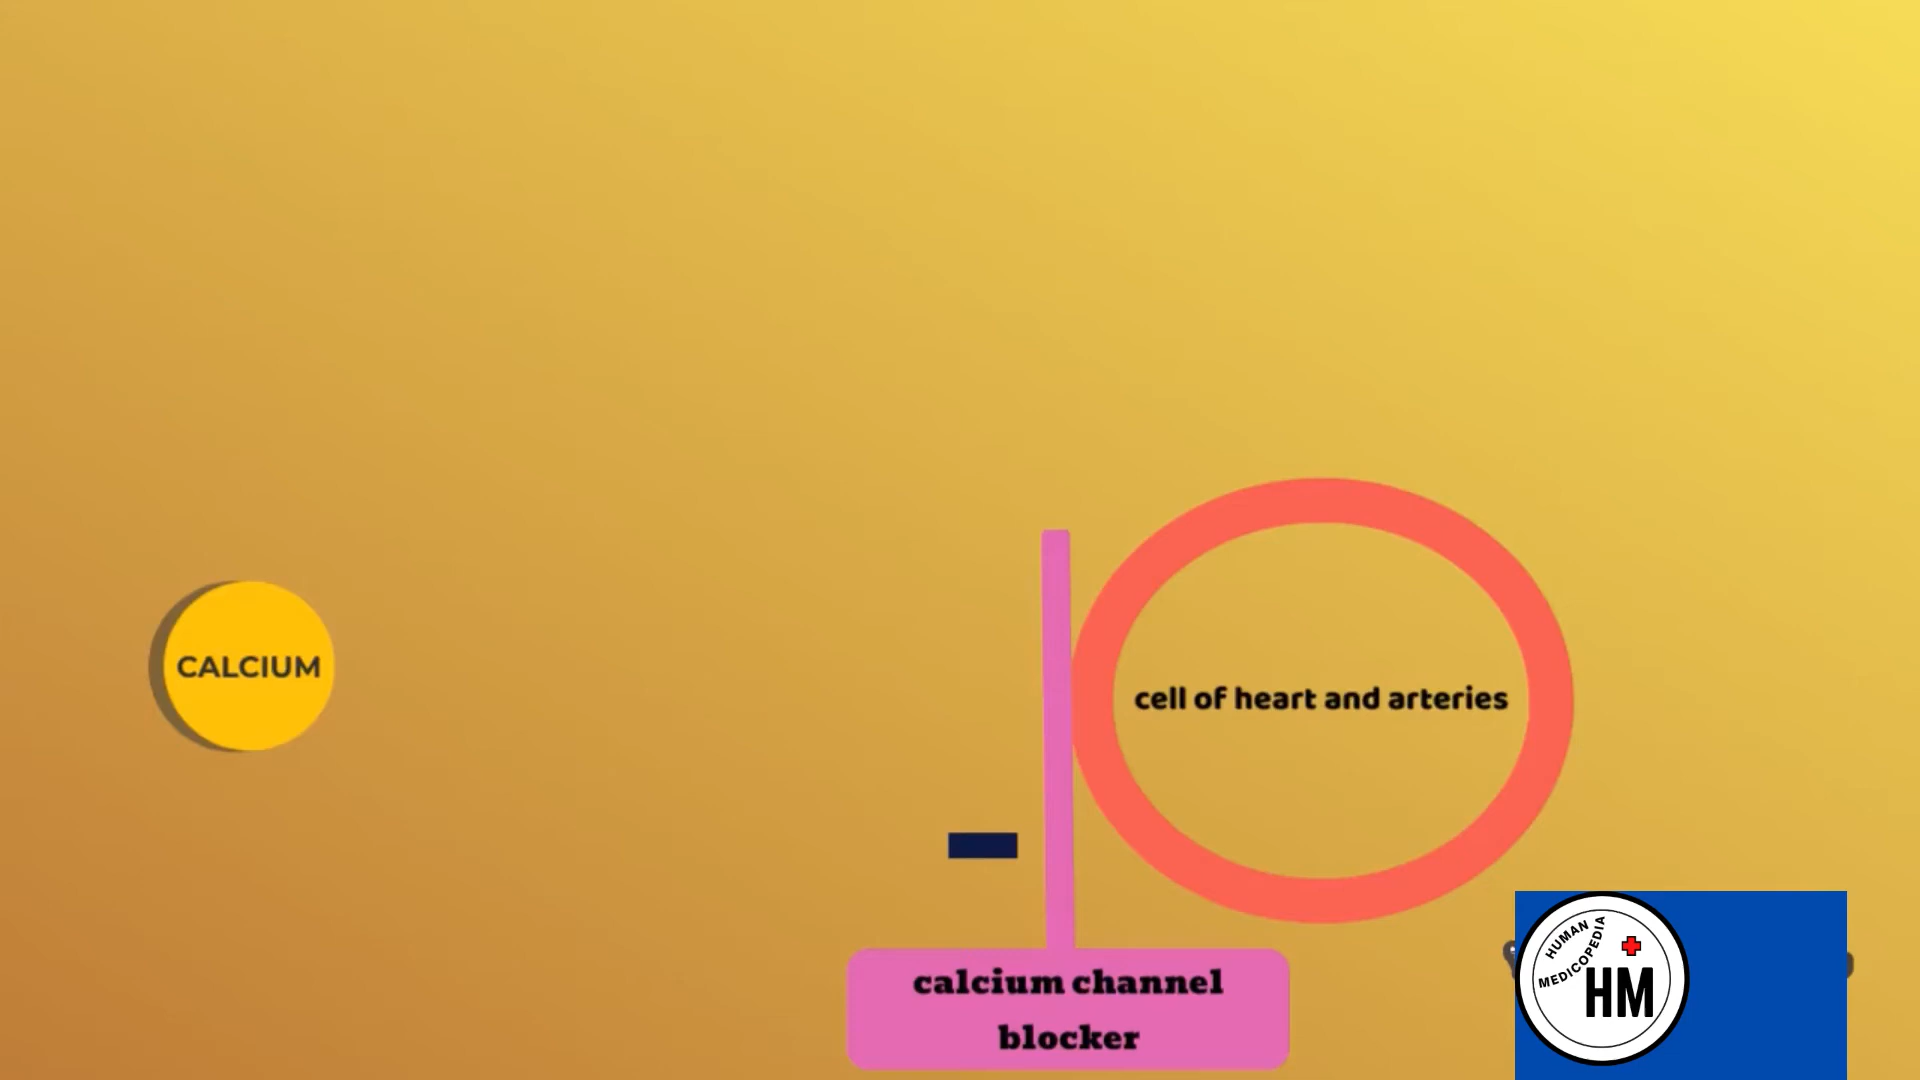 CALCIUM
cell of heart and arteries
calcium channel
blocker
HUMAN
MEDICOPEDIA
HM